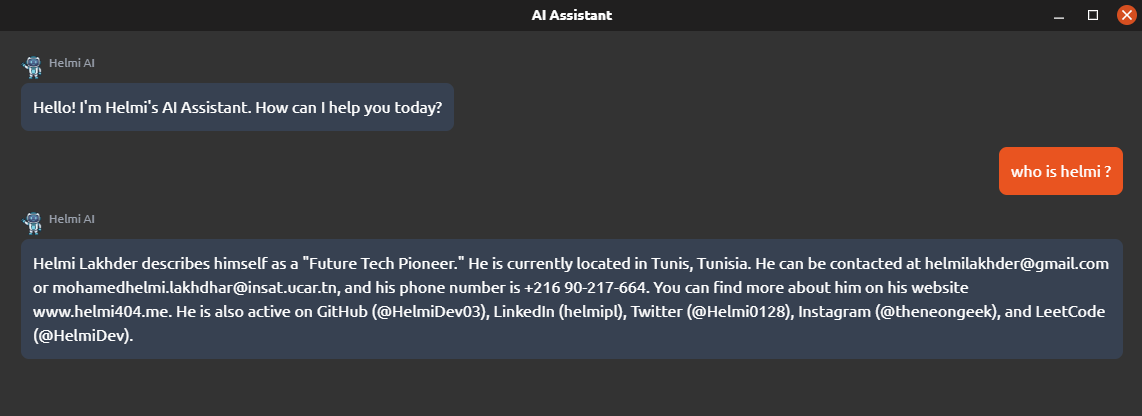 AI Assistant
Helmi AI
Hello! I'm Helmi's AI Assistant. How can I help you today?
who is helmi ?
Helmi AI
Helmi Lakhder describes himself as a "Future Tech Pioneer." He is currently located in Tunis, Tunisia. He can be contacted at helmilakhder@gmail.com
or mohamedhelmi.lakhdhar@insat.ucar.tn, and his phone number is +216 90-217-664. You can find more about him on his website
www.helmi404.me. He is also active on GitHub (@HelmiDev03), LinkedIn (helmipl), Twitter (@Helmi0128), Instagram (@theneongeek), and LeetCode
(@HelmiDev).